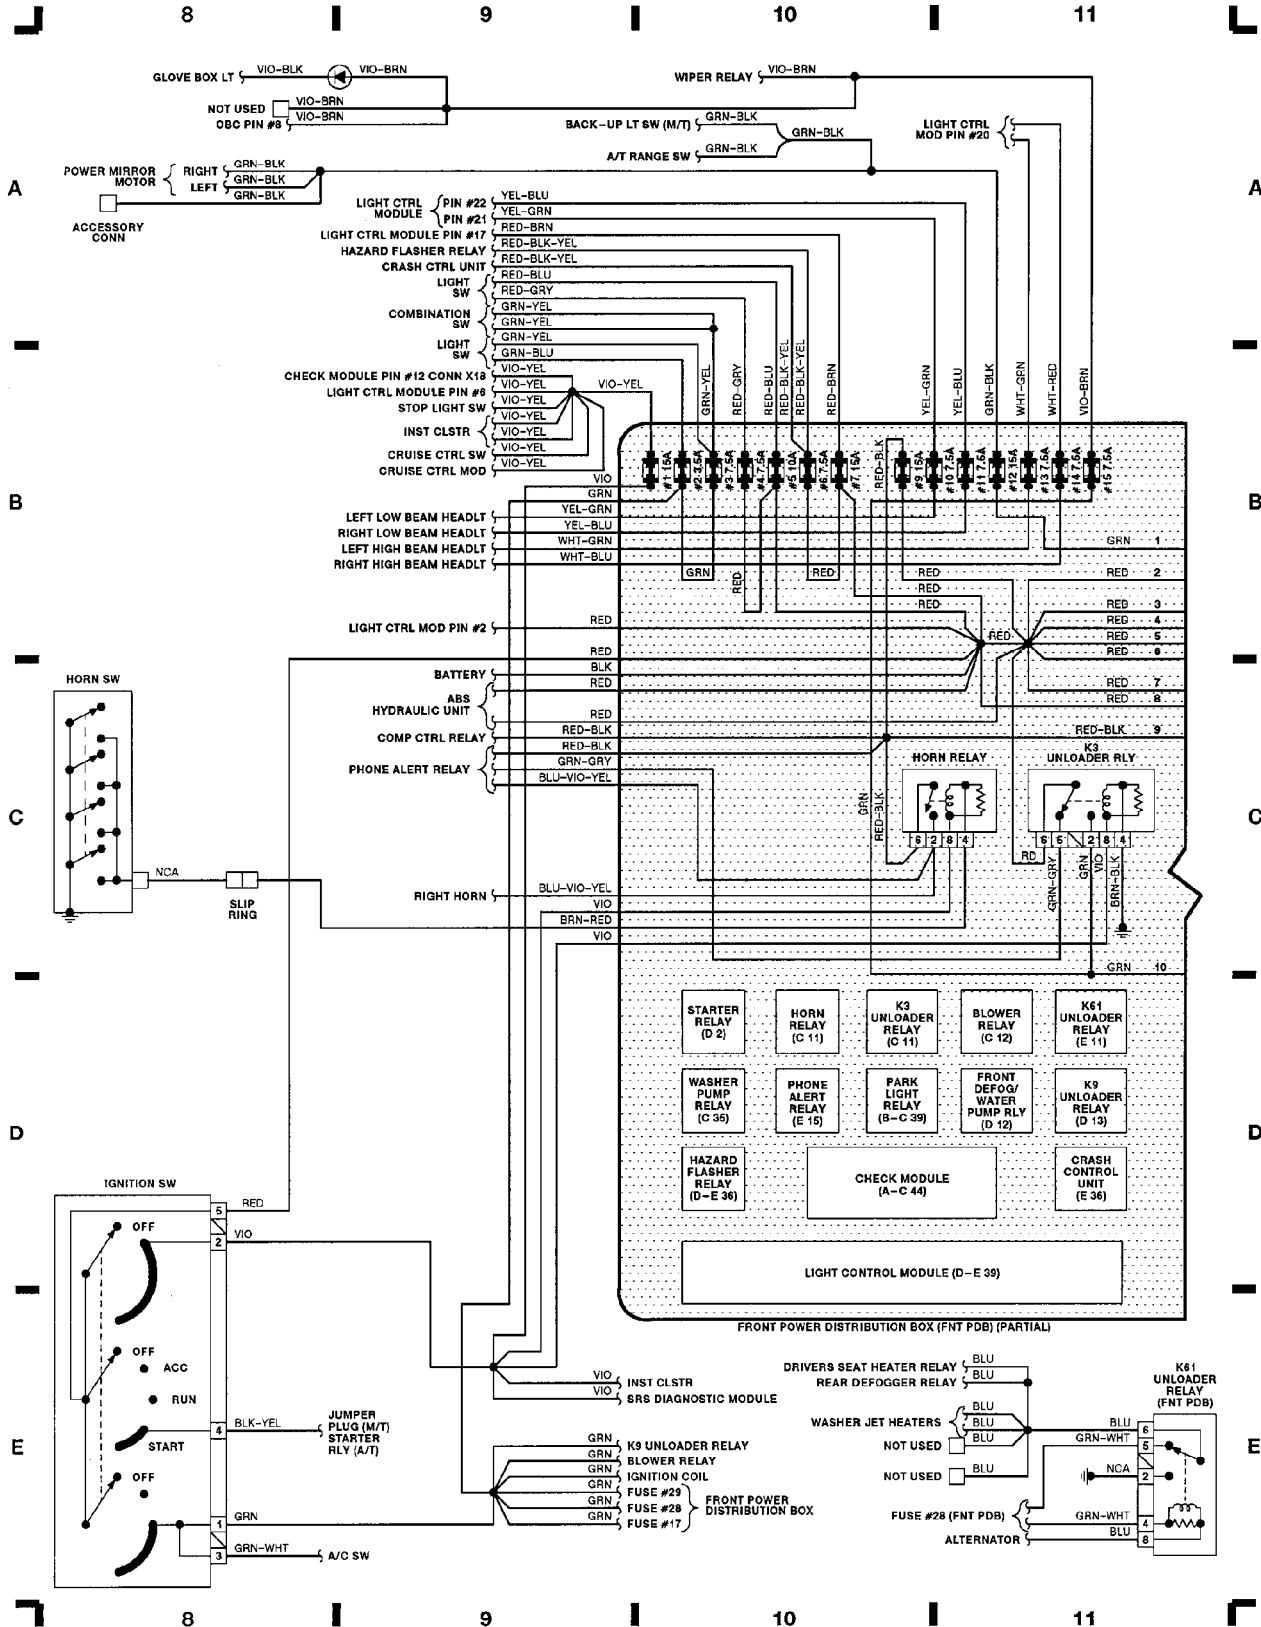 8 9 10 11
GLOVE BOX LT VIO-BLK VIO-BRN
WIPER RELAY VIO-BRN
NOT USED VIO-BRN
OBC PIN #8 VIO-BRN
BACK-UP LT SW (M/T) GRN-BLK
GRN-BLK
A/T RANGE SW GRN-BLK
LIGHT CTRL
MOD PIN #20
POWER MIRROR
MOTOR
RIGHT GRN-BLK
LEFT GRN-BLK
GRN-BLK
ACCESSORY
CONN
A A
LIGHT CTRL
MODULE
PIN #22 YEL-BLU
PIN #21 YEL-GRN
LIGHT CTRL MODULE PIN #17 RED-BRN
HAZARD FLASHER RELAY RED-BLK-YEL
CRASH CTRL UNIT RED-BLK-YEL
LIGHT
SW
RED-BLU
RED-GRY
COMBINATION
SW
GRN-YEL
GRN-YEL
LIGHT
SW
GRN-YEL
GRN-BLU
CHECK MODULE PIN #12 CONN X18 VIO-YEL
LIGHT CTRL MODULE PIN #6 VIO-YEL
VIO-YEL
STOP LIGHT SW VIO-YEL
INST CLSTR VIO-YEL
VIO-YEL
CRUISE CTRL SW VIO-YEL
CRUISE CTRL MOD VIO-YEL
GRN-YEL
RED-GRY
RED-BLU
RED-BLK-YEL
RED-BLK-YEL
RED-BRN
YEL-GRN
YEL-BLU
GRN-BLK
WHT-GRN
WHT-RED
VIO-BRN
RED-BLK
#1 15A
#2 3.5A
#3 7.5A
#4 7.5A
#5 10A
#6 7.5A
#7 15A
#9 15A
#10 7.5A
#11 7.5A
#12 15A
#13 7.5A
#14 7.5A
#15 7.5A
B B
VIO
GRN
LEFT LOW BEAM HEADLT YEL-GRN
RIGHT LOW BEAM HEADLT YEL-BLU
LEFT HIGH BEAM HEADLT WHT-GRN
RIGHT HIGH BEAM HEADLT WHT-BLU
GRN 1
GRN RED RED RED 2
RED
RED
RED
RED 3
RED 4
RED 5
RED 6
RED
LIGHT CTRL MOD PIN #2 RED
RED
BATTERY BLK
ABS
HYDRAULIC UNIT
RED
RED
RED 7
RED 8
COMP CTRL RELAY RED-BLK
RED-BLK 9
PHONE ALERT RELAY
RED-BLK
GRN-GRY
BLU-VIO-YEL
HORN SW
HORN RELAY
K3
UNLOADER RLY
C C
GRN
RED-BLK
6 2 8 4
6 5 2 8 4
RD
GRN-GRY
GRN
VIO
BRN-BLK
NCA
SLIP
RING
RIGHT HORN BLU-VIO-YEL
VIO
BRN-RED
VIO
GRN 10
STARTER
RELAY
(D 2)
HORN
RELAY
(C 11)
K3
UNLOADER
RELAY
(C 11)
BLOWER
RELAY
(C 12)
K61
UNLOADER
RELAY
(E 11)
WASHER
PUMP
RELAY
(C 35)
PHONE
ALERT
RELAY
(E 15)
PARK
LIGHT
RELAY
(B-C 39)
FRONT
DEFOG/
WATER
PUMP RLY
(D 12)
K9
UNLOADER
RELAY
(D 13)
D D
HAZARD
FLASHER
RELAY
(D-E 36)
CHECK MODULE
(A-C 44)
CRASH
CONTROL
UNIT
(E 36)
LIGHT CONTROL MODULE (D-E 39)
FRONT POWER DISTRIBUTION BOX (FNT PDB) (PARTIAL)
IGNITION SW
5 RED
OFF
2 VIO
OFF
ACC
RUN
START
4 BLK-YEL
JUMPER
PLUG (M/T)
STARTER
RLY (A/T)
OFF
1 GRN
3 GRN-WHT A/C SW
VIO INST CLSTR
VIO SRS DIAGNOSTIC MODULE
GRN K9 UNLOADER RELAY
GRN BLOWER RELAY
GRN IGNITION COIL
GRN FUSE #29
GRN FUSE #28
GRN FUSE #17
FRONT POWER
DISTRIBUTION BOX
DRIVERS SEAT HEATER RELAY BLU
REAR DEFOGGER RELAY BLU
WASHER JET HEATERS BLU
BLU
NOT USED BLU
NOT USED BLU
K61
UNLOADER
RELAY
(FNT PDB)
BLU 6
GRN-WHT 5
NCA 2
FUSE #28 (FNT PDB) GRN-WHT 4
ALTERNATOR BLU 8
E E
8 9 10 11